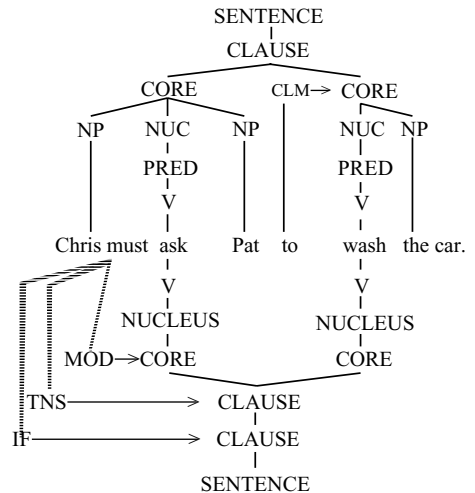 SENTENCE
CLAUSE
CORE CLM CORE
NP NUC NP NUC NP
PRED PRED
V V
Chris must ask Pat to wash the car.
V V
NUCLEUS NUCLEUS
MOD CORE CORE
TNS CLAUSE
IF CLAUSE
SENTENCE